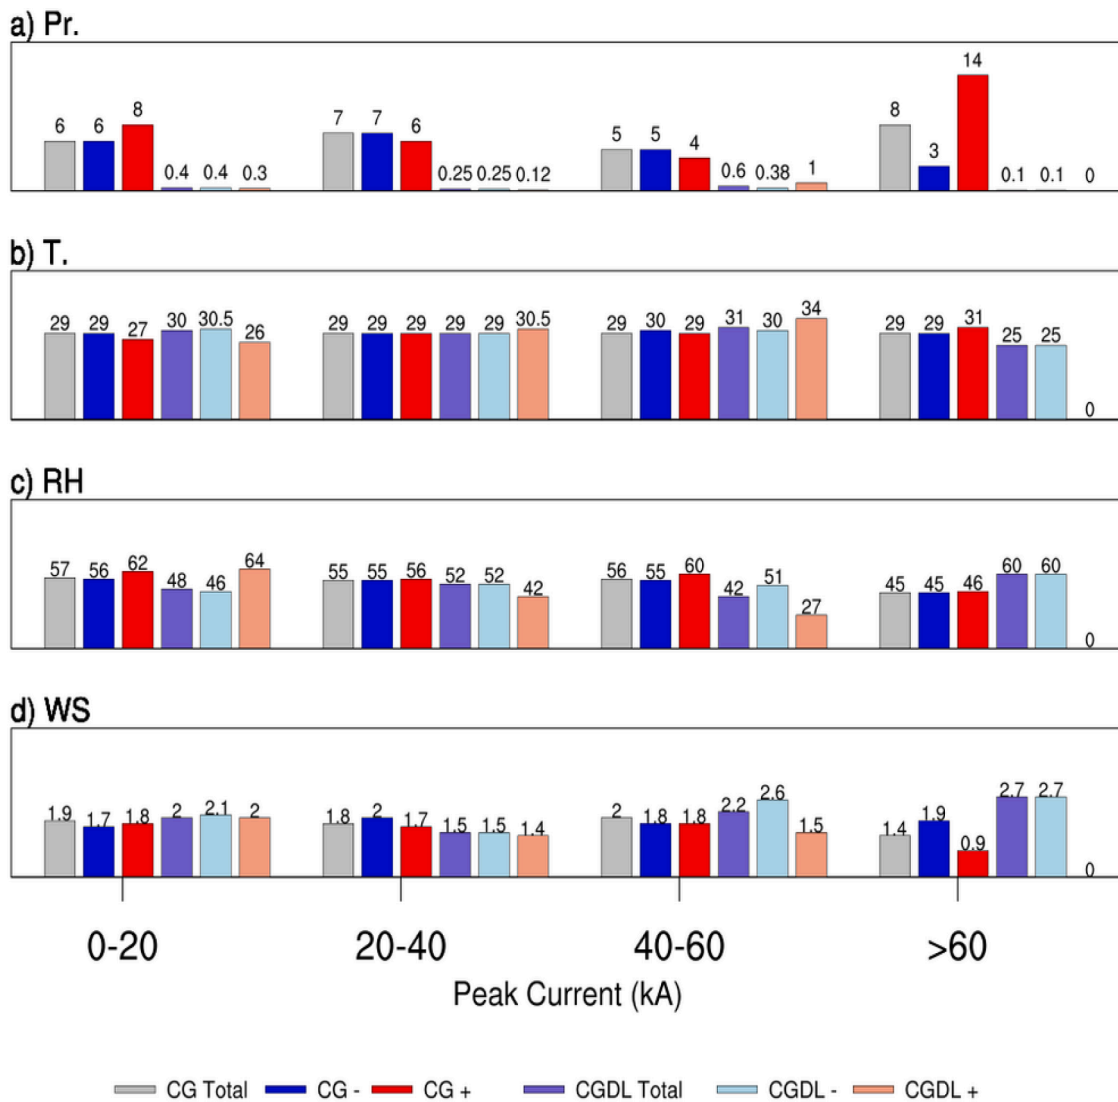 a) Pr.
6 6 8 0.4 0.4 0.3 7 7 6 0.25 0.25 0.12 5 5 4 0.6 0.38 1 8 3 14 0.1 0.1 0
b) T.
29 29 27 30 30.5 26 29 29 29 29 29 30.5 29 30 29 31 30 34 29 29 31 25 25 0
c) RH
57 56 62 48 46 64 55 55 56 52 52 42 56 55 60 42 51 27 45 45 46 60 60 0
d) WS
1.9 1.7 1.8 2 2.1 2 1.8 2 1.7 1.5 1.5 1.4 2 1.8 1.8 2.2 2.6 1.5 1.4 1.9 0.9 2.7 2.7 0
0-20 20-40 40-60 >60
Peak Current (kA)
CG Total CG - CG + CGDL Total CGDL - CGDL +